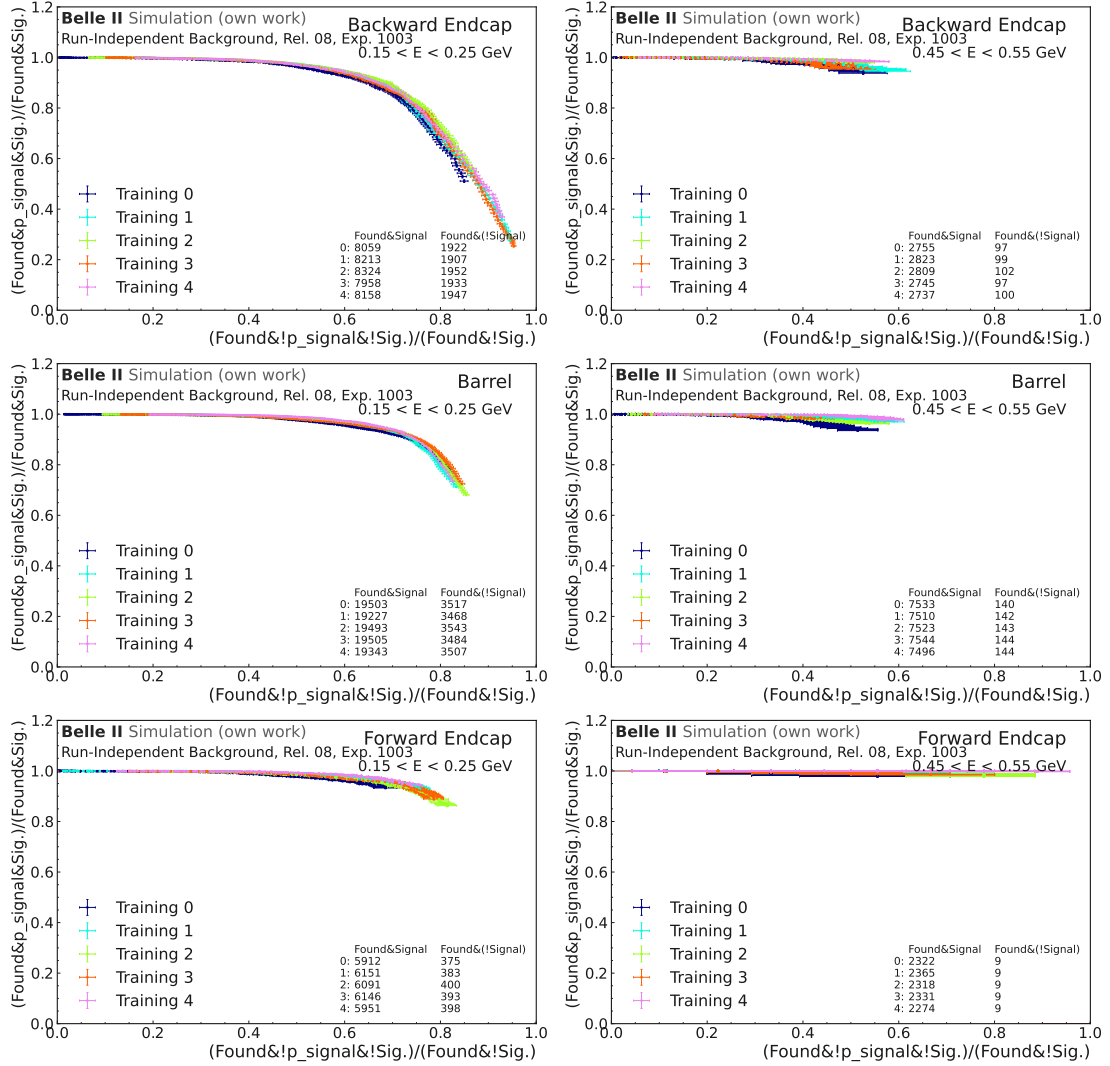 Belle II Simulation (own work)
Backward Endcap
Run-Independent Background, Rel. 08, Exp. 1003
0.15 < E < 0.25 GeV
(Found&p_signal&Sig.)/(Found&Sig.)
1.2
1.0
0.8
0.6
0.4
0.2
0.0
Training 0
Training 1
Training 2
Training 3
Training 4
Found&Signal Found&(!Signal)
0: 8059 1922
1: 8213 1907
2: 8324 1952
3: 7958 1933
4: 8158 1947
0.0 0.2 0.4 0.6 0.8 1.0
(Found&!p_signal&!Sig.)/(Found&!Sig.)
Belle II Simulation (own work)
Backward Endcap
Run-Independent Background, Rel. 08, Exp. 1003
0.45 < E < 0.55 GeV
(Found&p_signal&Sig.)/(Found&Sig.)
1.2
1.0
0.8
0.6
0.4
0.2
0.0
Training 0
Training 1
Training 2
Training 3
Training 4
Found&Signal Found&(!Signal)
0: 2755 97
1: 2823 99
2: 2809 102
3: 2745 97
4: 2737 100
0.0 0.2 0.4 0.6 0.8 1.0
(Found&!p_signal&!Sig.)/(Found&!Sig.)
Belle II Simulation (own work)
Barrel
Run-Independent Background, Rel. 08, Exp. 1003
0.15 < E < 0.25 GeV
(Found&p_signal&Sig.)/(Found&Sig.)
1.2
1.0
0.8
0.6
0.4
0.2
0.0
Training 0
Training 1
Training 2
Training 3
Training 4
Found&Signal Found&(!Signal)
0: 19503 3517
1: 19227 3468
2: 19493 3543
3: 19505 3484
4: 19343 3507
0.0 0.2 0.4 0.6 0.8 1.0
(Found&!p_signal&!Sig.)/(Found&!Sig.)
Belle II Simulation (own work)
Barrel
Run-Independent Background, Rel. 08, Exp. 1003
0.45 < E < 0.55 GeV
(Found&p_signal&Sig.)/(Found&Sig.)
1.2
1.0
0.8
0.6
0.4
0.2
0.0
Training 0
Training 1
Training 2
Training 3
Training 4
Found&Signal Found&(!Signal)
0: 7533 140
1: 7510 142
2: 7523 143
3: 7544 144
4: 7496 144
0.0 0.2 0.4 0.6 0.8 1.0
(Found&!p_signal&!Sig.)/(Found&!Sig.)
Belle II Simulation (own work)
Forward Endcap
Run-Independent Background, Rel. 08, Exp. 1003
0.15 < E < 0.25 GeV
(Found&p_signal&Sig.)/(Found&Sig.)
1.2
1.0
0.8
0.6
0.4
0.2
0.0
Training 0
Training 1
Training 2
Training 3
Training 4
Found&Signal Found&(!Signal)
0: 5912 375
1: 6151 383
2: 6091 400
3: 6146 393
4: 5951 398
0.0 0.2 0.4 0.6 0.8 1.0
(Found&!p_signal&!Sig.)/(Found&!Sig.)
Belle II Simulation (own work)
Forward Endcap
Run-Independent Background, Rel. 08, Exp. 1003
0.45 < E < 0.55 GeV
(Found&p_signal&Sig.)/(Found&Sig.)
1.2
1.0
0.8
0.6
0.4
0.2
0.0
Training 0
Training 1
Training 2
Training 3
Training 4
Found&Signal Found&(!Signal)
0: 2322 9
1: 2365 9
2: 2318 9
3: 2331 9
4: 2274 9
0.0 0.2 0.4 0.6 0.8 1.0
(Found&!p_signal&!Sig.)/(Found&!Sig.)